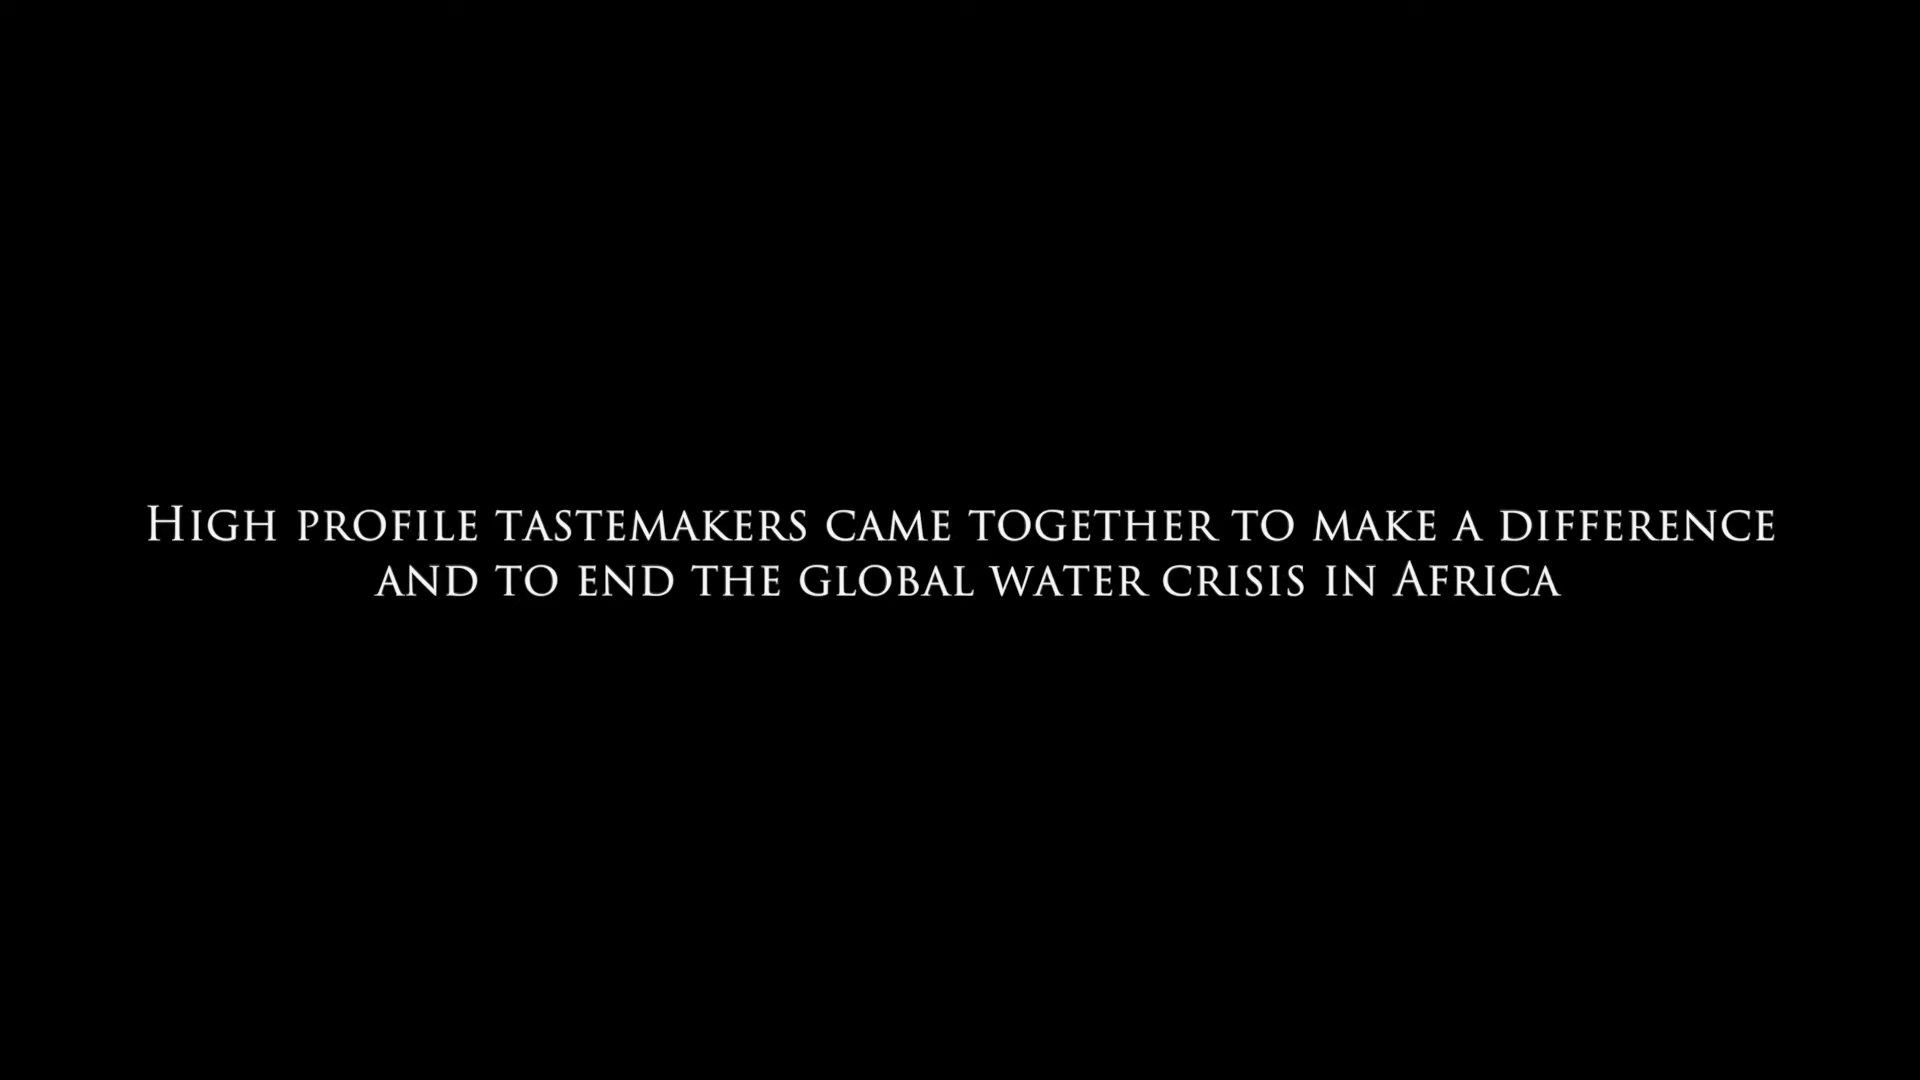 High profile tastemakers came together to make a difference
and to end the global water crisis in Africa